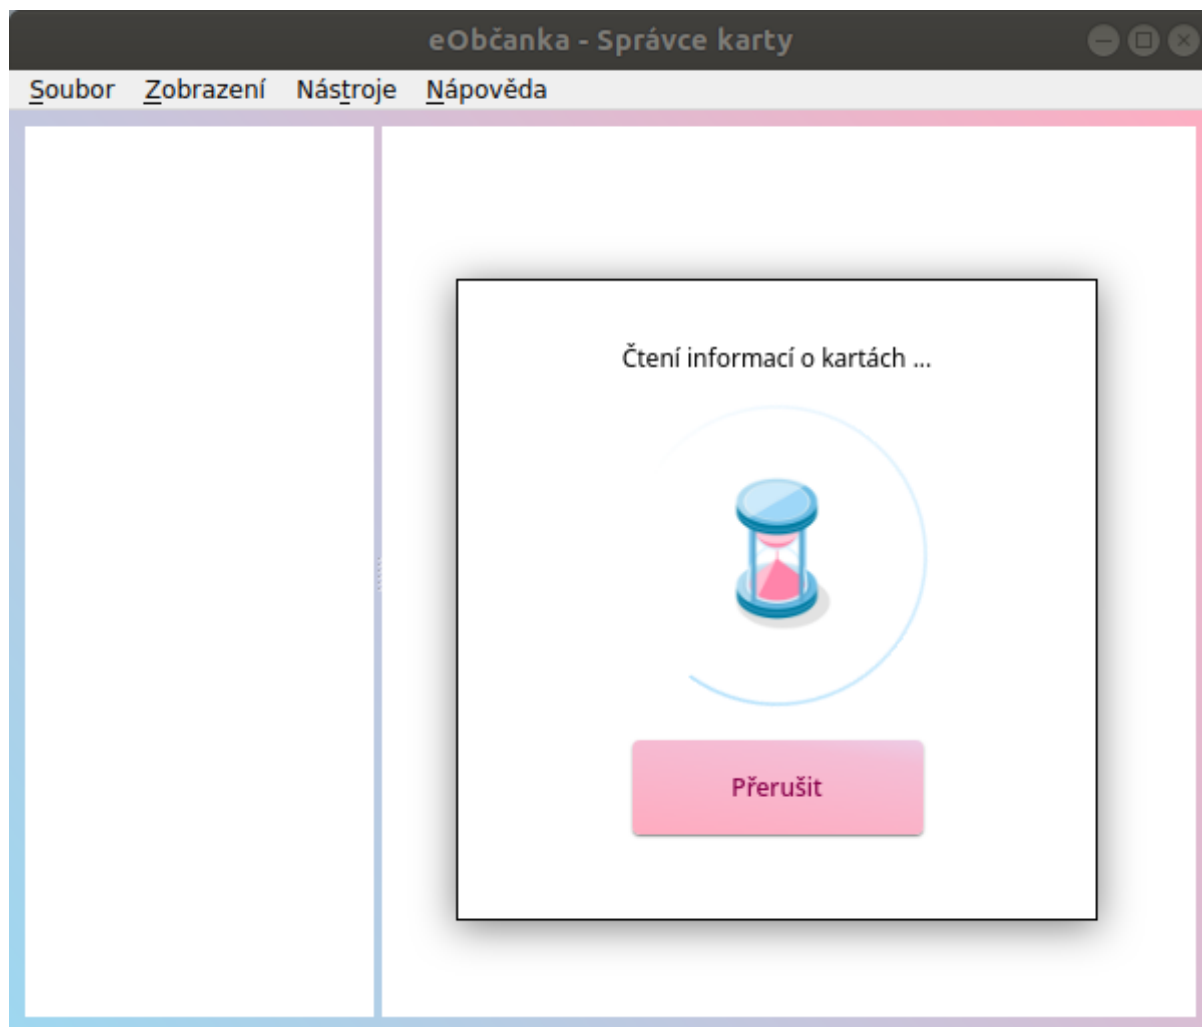 eObčanka - Správce karty
Soubor Zobrazení Nástroje Nápověda
Čtení informací o kartách ...
Přerušit